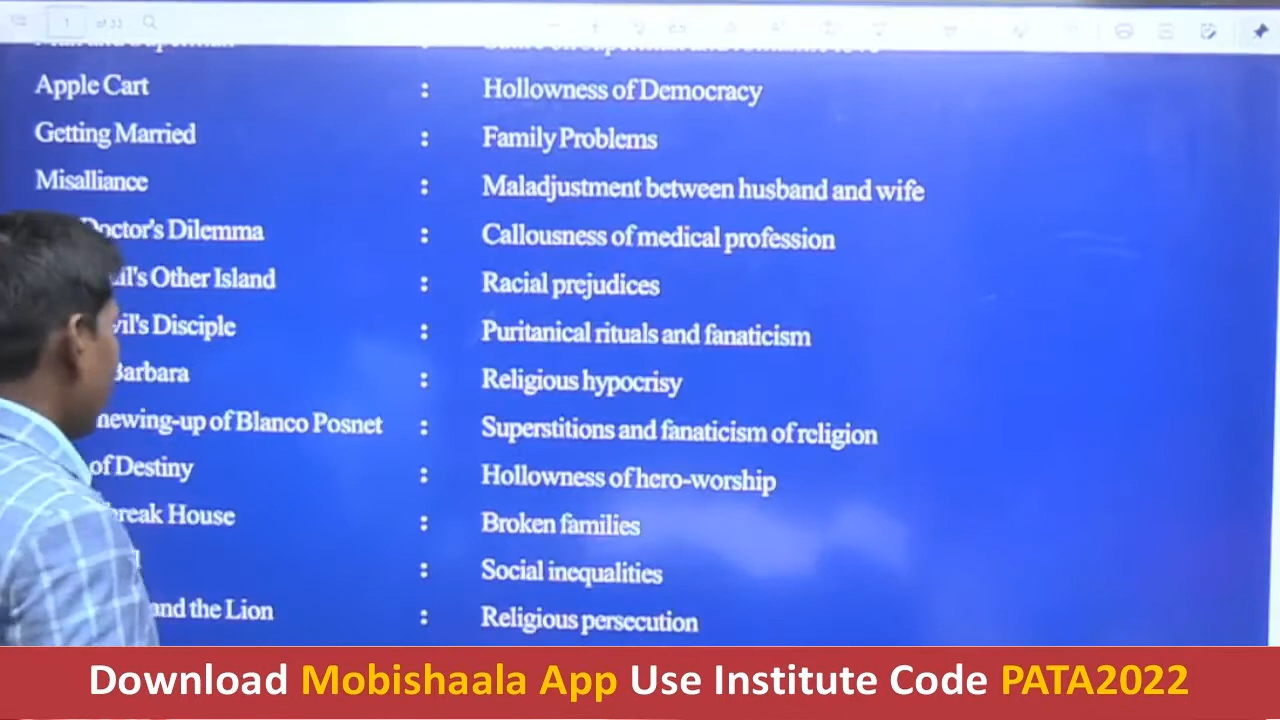 1 of 32
Apple Cart : Hollowness of Democracy
Getting Married : Family Problems
Misalliance : Maladjustment between husband and wife
Doctor's Dilemma : Callousness of medical profession
Other Island : Racial prejudices
Disciple : Puritanical rituals and fanaticism
Barbara : Religious hypocrisy
of Blanco Posnet : Superstitions and fanaticism of religion
of Destiny : Hollowness of hero-worship
House : Broken families
: Social inequalities
and the Lion : Religious persecution
Download Mobishaala App Use Institute Code PATA2022